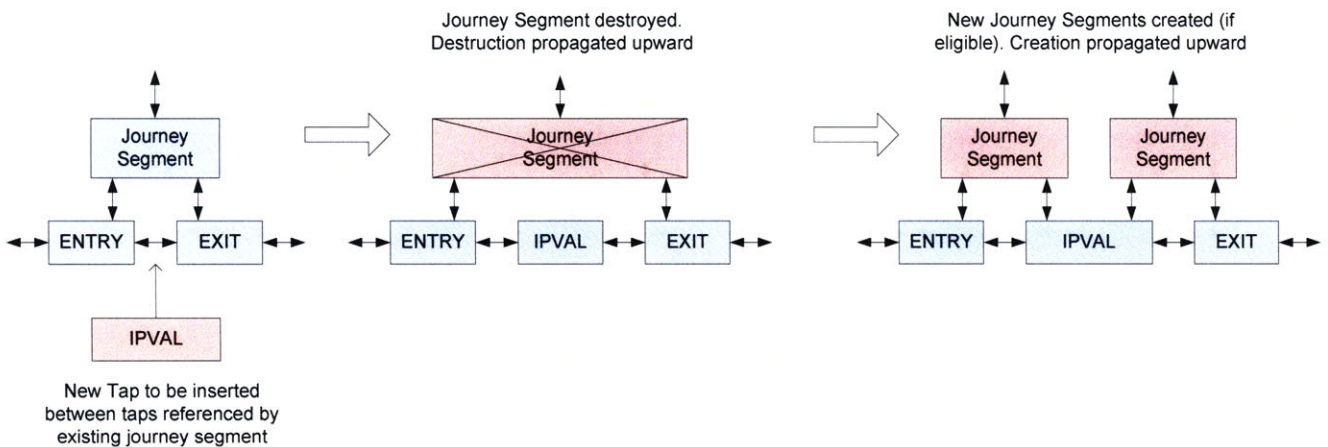 Journey Segment destroyed.
Destruction propagated upward
New Journey Segments created (if
eligible). Creation propagated upward
Journey
Segment
Journey
Segment
Journey
Segment
Journey
Segment
ENTRY
EXIT
ENTRY
IPVAL
EXIT
ENTRY
IPVAL
EXIT
IPVAL
New Tap to be inserted
between taps referenced by
existing journey segment